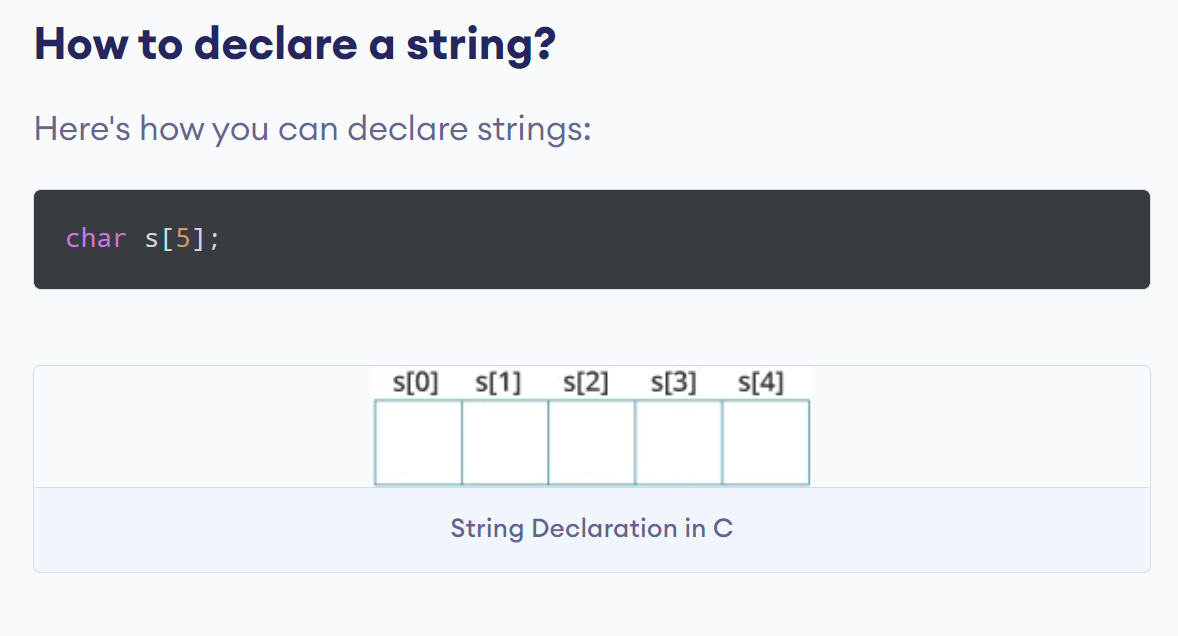 How to declare a string?
Here's how you can declare strings:
char s[5];
s[0] s[1] s[2] s[3] s[4]
String Declaration in C